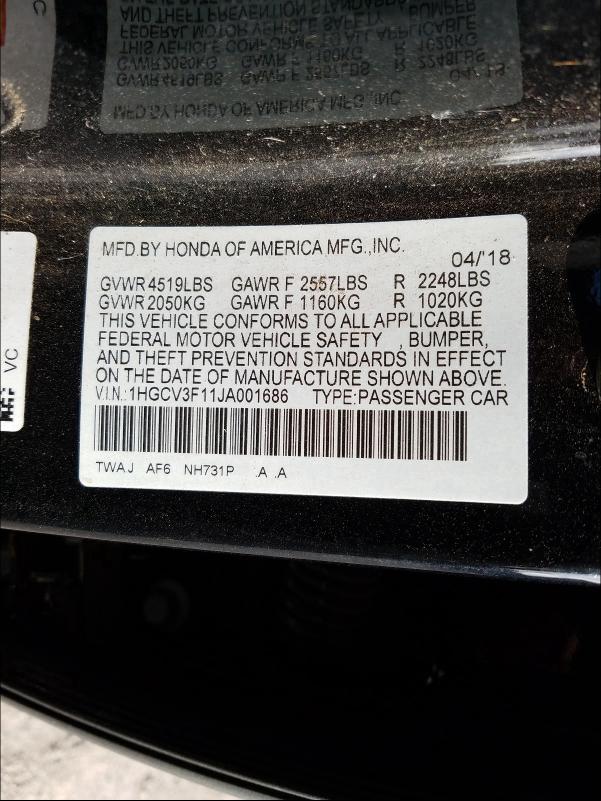 MFD.BY HONDA OF AMERICA MFG.,INC. 04/'18
GVWR 4519LBS GAWR F 2557LBS R 2248LBS
GVWR 2050KG GAWR F 1160KG R 1020KG
THIS VEHICLE CONFORMS TO ALL APPLICABLE
FEDERAL MOTOR VEHICLE SAFETY , BUMPER,
AND THEFT PREVENTION STANDARDS IN EFFECT
ON THE DATE OF MANUFACTURE SHOWN ABOVE.
V.I.N.:1HGCV3F11JA001686 TYPE:PASSENGER CAR
TWAJ AF6 NH731P .A .A
VC